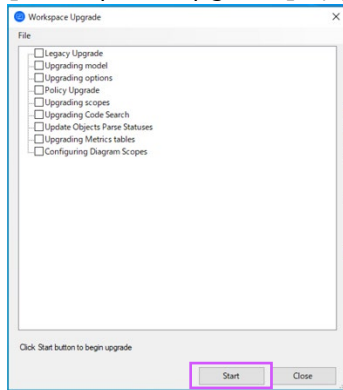 Workspace Upgrade
File
Legacy Upgrade
Upgrading model
Upgrading options
Policy Upgrade
Upgrading scopes
Upgrading Code Search
Update Objects Parse Statuses
Upgrading Metrics tables
Configuring Diagram Scopes
Click Start button to begin upgrade
Start Close